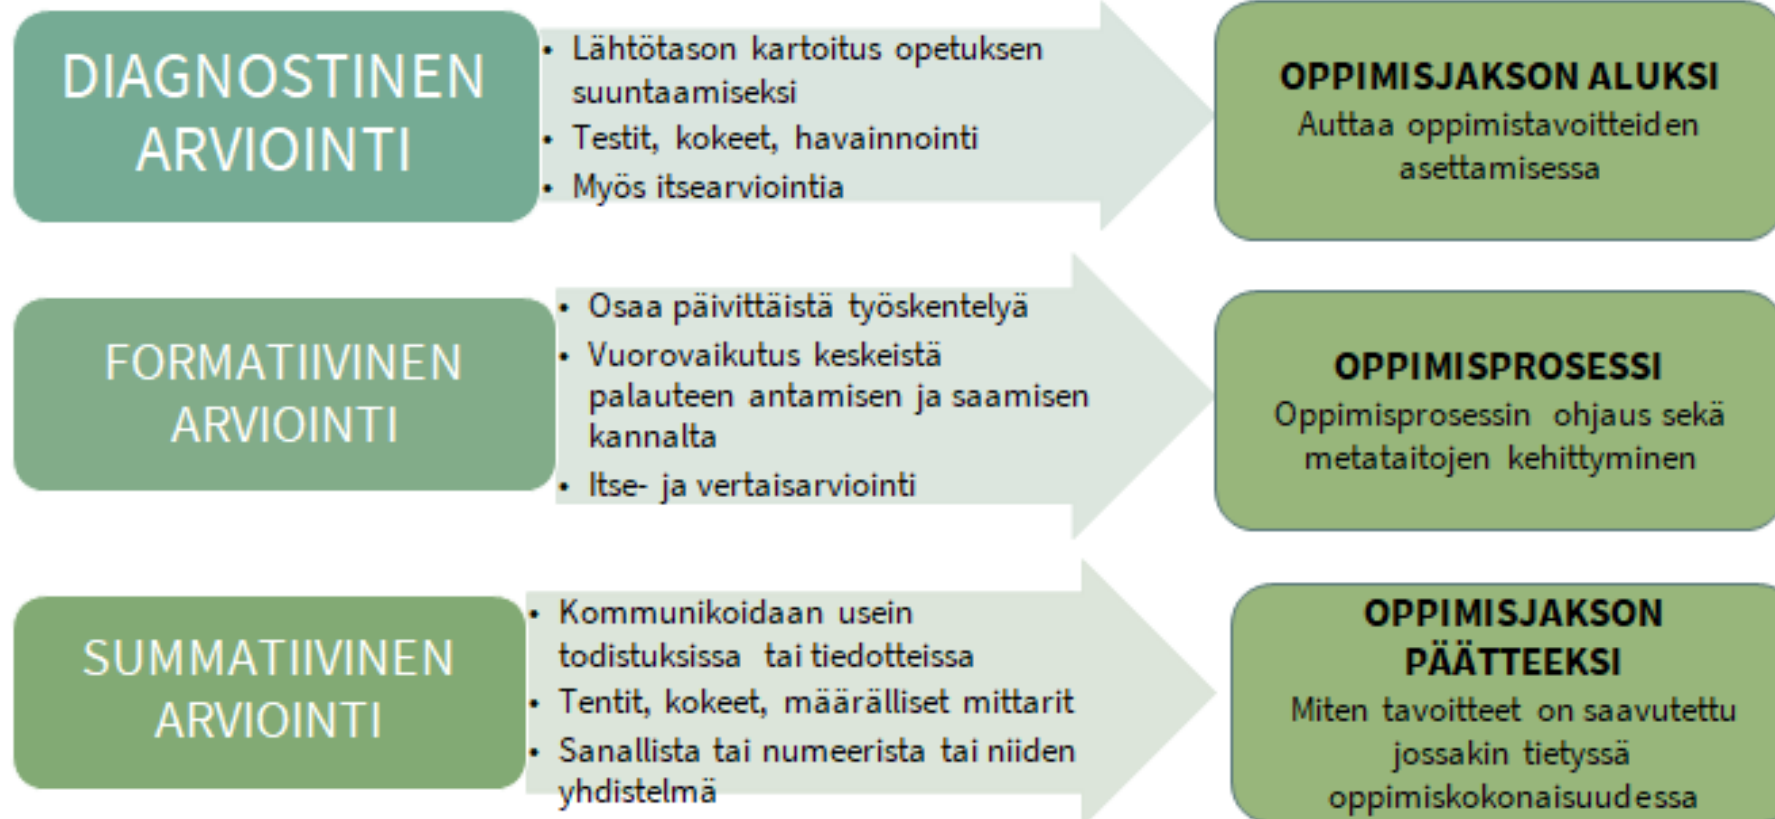 DIAGNOSTINEN
ARVIOINTI
• Lähtötason kartoitus opetuksen
suuntaamiseksi
• Testit, kokeet, havainnointi
• Myös itsearviointia
OPPIMISJAKSON ALUKSI
Auttaa oppimistavoitteiden
asettamisessa
FORMATIIVINEN
ARVIOINTI
• Osaa päivittäistä työskentelyä
• Vuorovaikutus keskeistä
palauteen antamisen ja saamisen
kannalta
• Itse- ja vertaisarviointi
OPPIMISPROSESSI
Oppimisprosessin ohjaus sekä
metataitojen kehittyminen
SUMMATIIVINEN
ARVIOINTI
• Kommunikoidaan usein
todistuksissa tai tiedotteissa
• Tentit, kokeet, määrälliset mittarit
• Sanallista tai numeerista tai niiden
yhdistelmä
OPPIMISJAKSON
PÄÄTTEEKSI
Miten tavoitteet on saavutettu
jossakin tietyssä
oppimiskokonaisuudessa